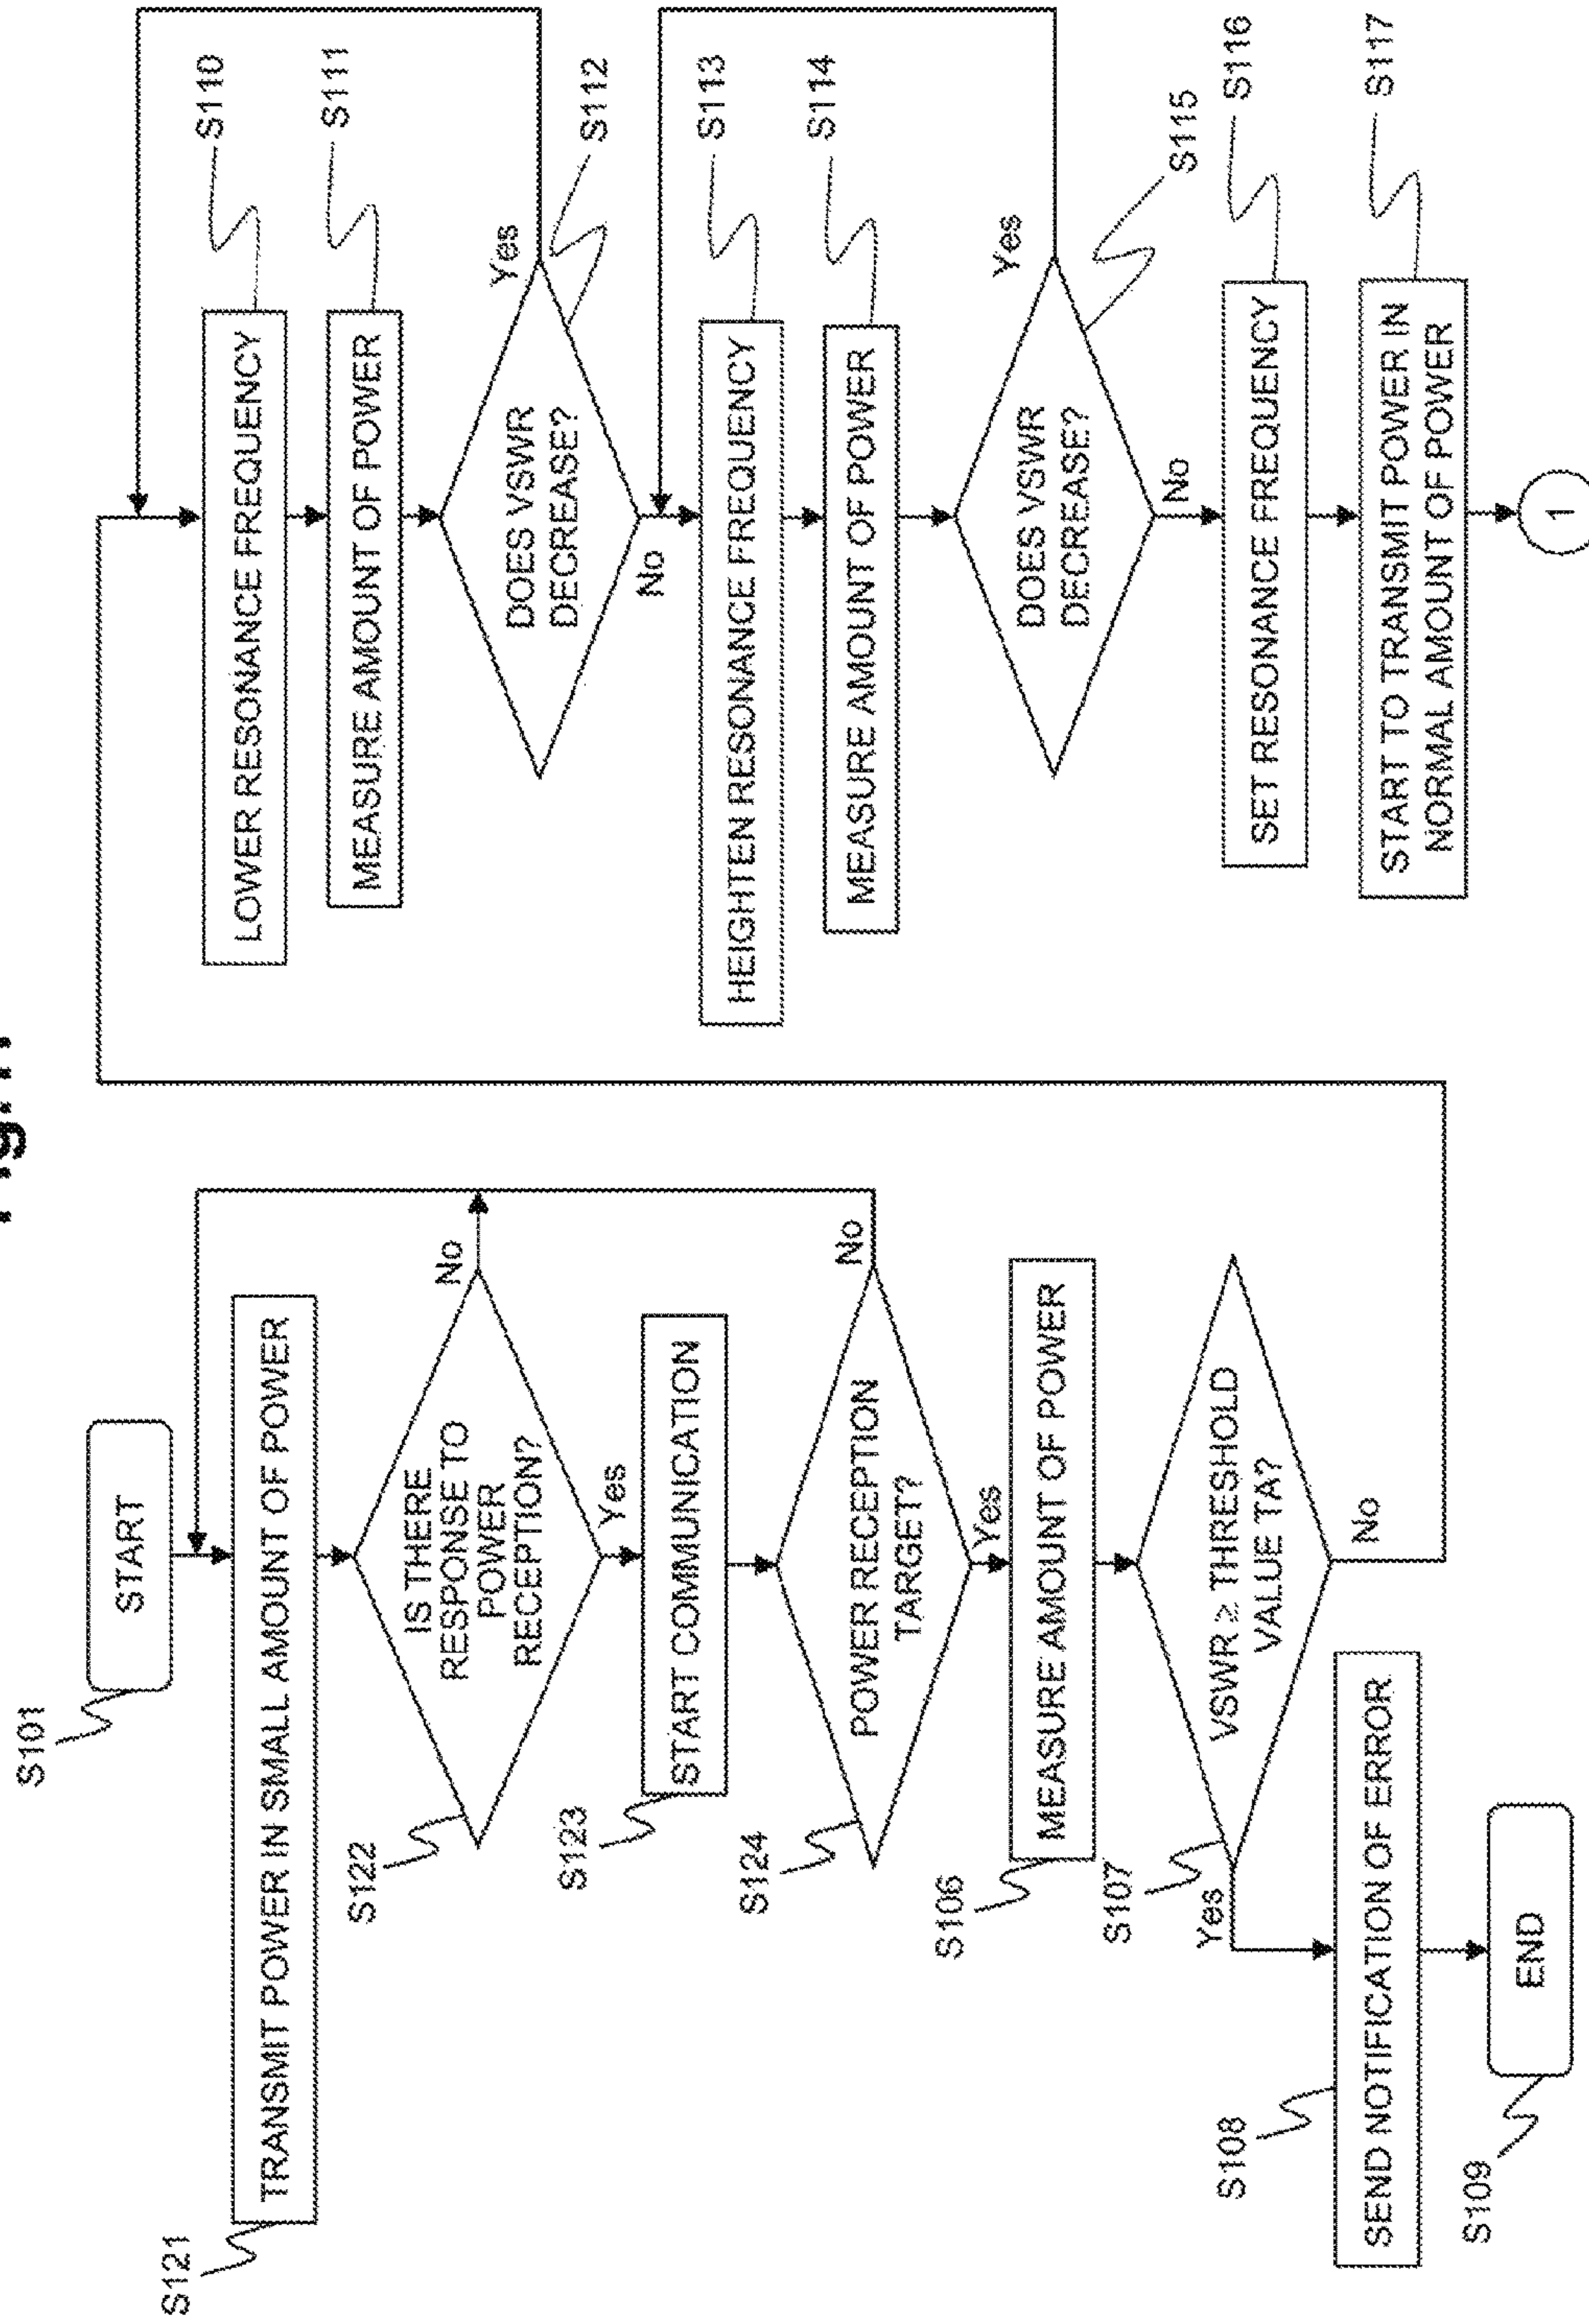 S101
START
S121
TRANSMIT POWER IN SMALL AMOUNT OF POWER
S122
IS THERE
RESPONSE TO
POWER
RECEPTION?
No
Yes
S123
START COMMUNICATION
S124
POWER RECEPTION
TARGET?
No
Yes
S106
MEASURE AMOUNT OF POWER
S107
VSWR ≥ THRESHOLD
VALUE TA?
Yes
No
S108
SEND NOTIFICATION OF ERROR
S109
END
LOWER RESONANCE FREQUENCY
S110
MEASURE AMOUNT OF POWER
S111
DOES VSWR
DECREASE?
Yes
S112
No
HEIGHTEN RESONANCE FREQUENCY
S113
MEASURE AMOUNT OF POWER
S114
DOES VSWR
DECREASE?
Yes
S115
No
SET RESONANCE FREQUENCY
S116
START TO TRANSMIT POWER IN
NORMAL AMOUNT OF POWER
S117
1